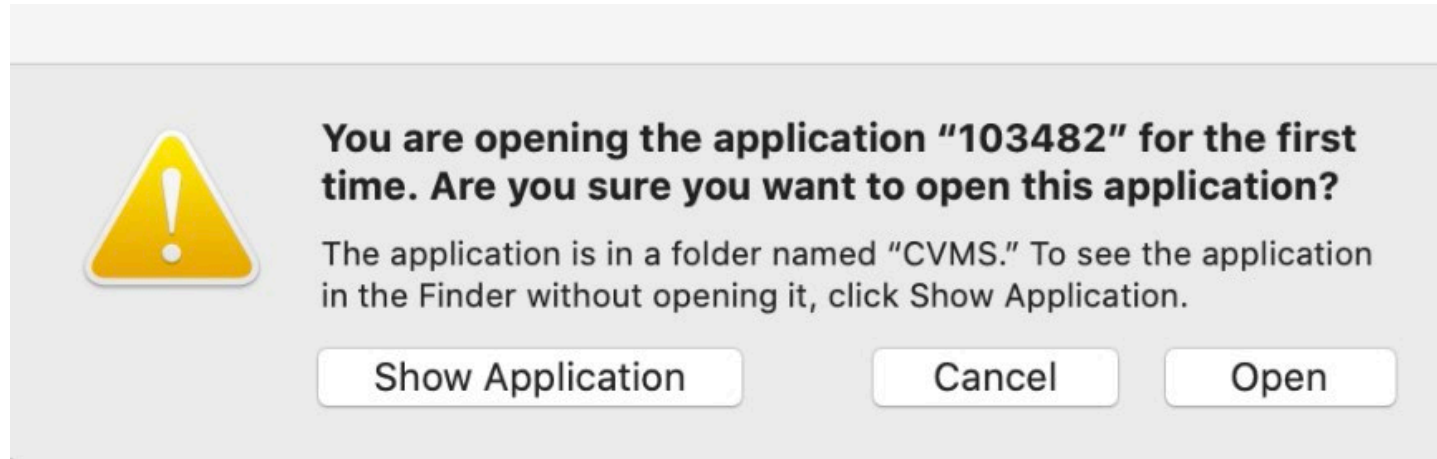 You are opening the application “103482” for the first
time. Are you sure you want to open this application?
The application is in a folder named “CVMS.” To see the application
in the Finder without opening it, click Show Application.
Show Application
Cancel
Open